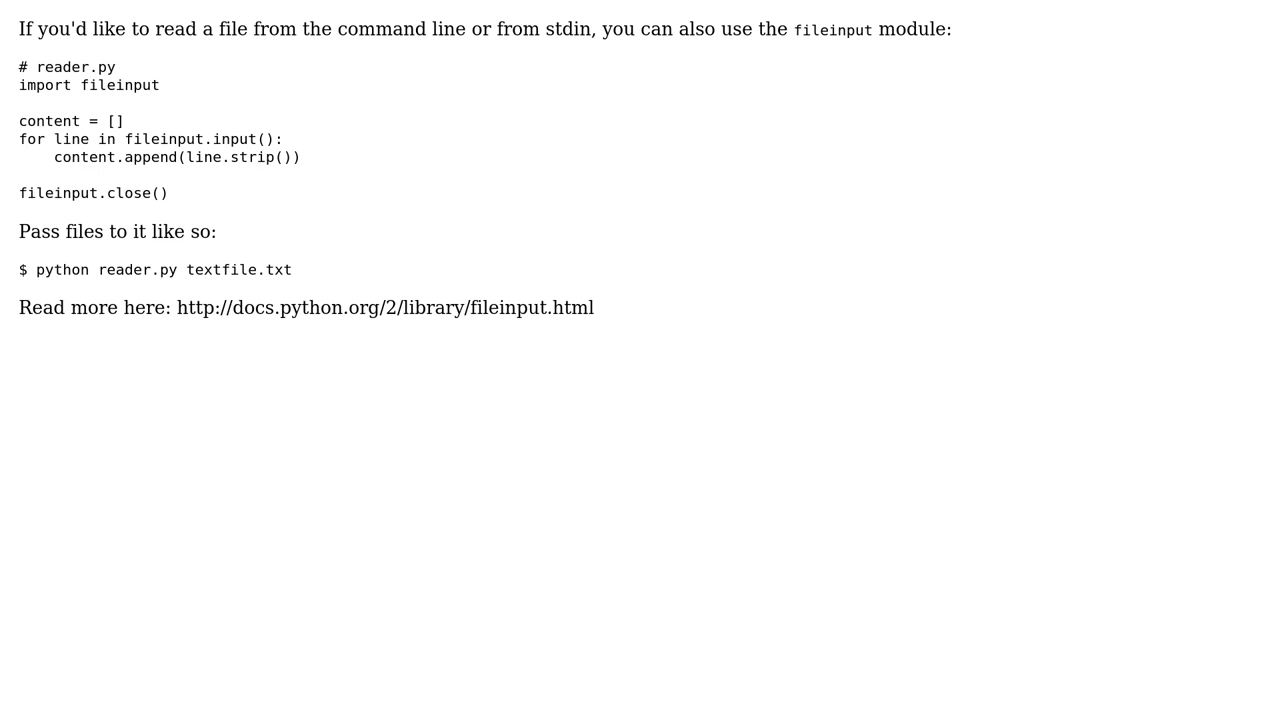 If you'd like to read a file from the command line or from stdin, you can also use the fileinput module:
# reader.py
import fileinput

content = []
for line in fileinput.input():
    content.append(line.strip())

fileinput.close()
Pass files to it like so:
$ python reader.py textfile.txt
Read more here: http://docs.python.org/2/library/fileinput.html